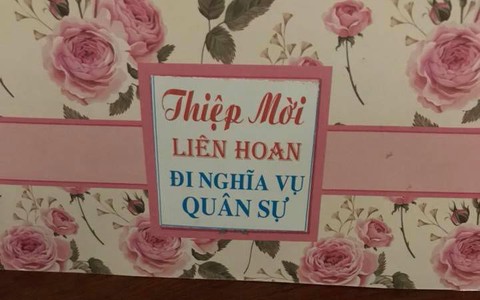 Thiệp Mời
LIÊN HOAN
ĐI NGHĨA VỤ
QUÂN SỰ